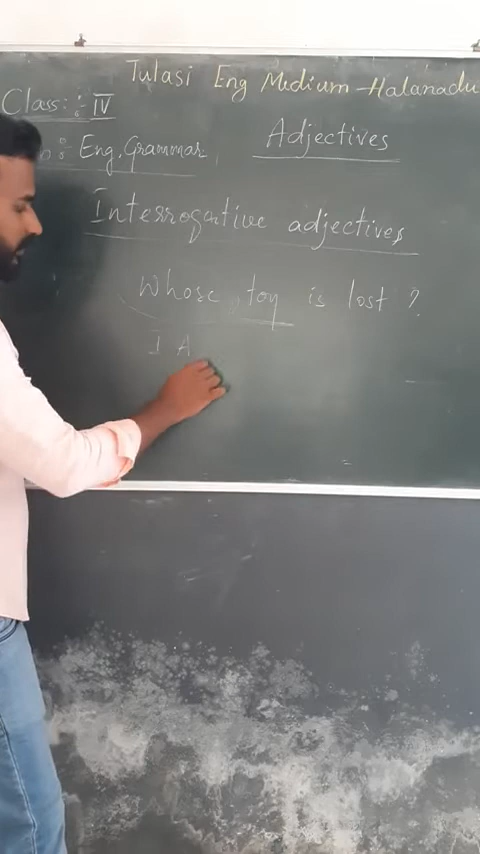 Tulasi Eng Medium - Halanadu
Class: :- IV
Eng. Grammar
Adjectives
Interrogative adjectives
Whose toy is lost ?
I A